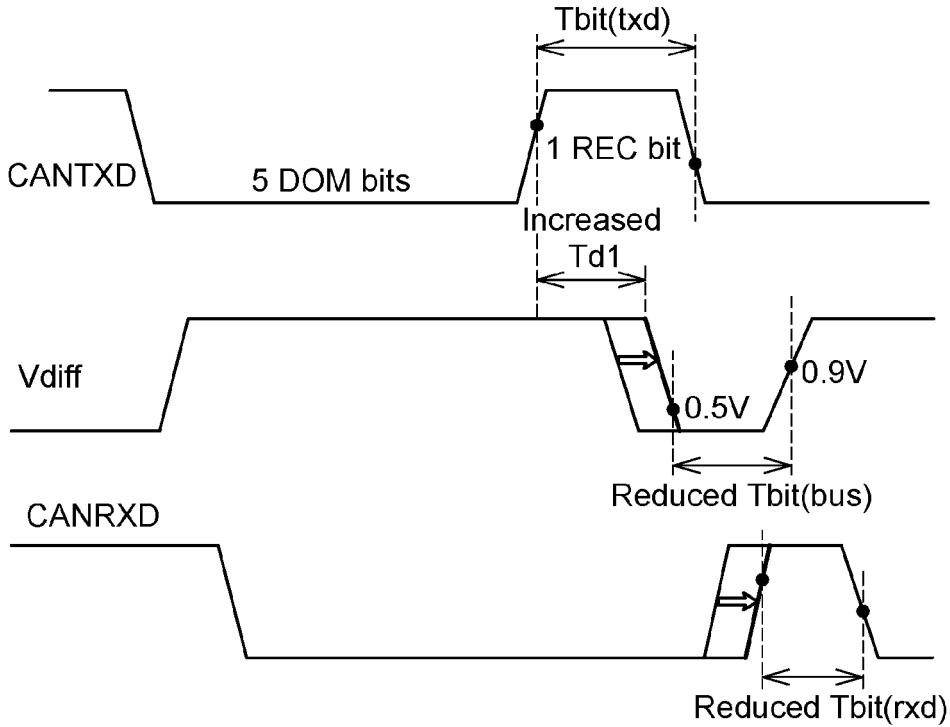 Tbit(txd)
CANTXD
5 DOM bits
1 REC bit
Increased
Td1
Vdiff
0.5V
0.9V
Reduced Tbit(bus)
CANRXD
Reduced Tbit(rxd)